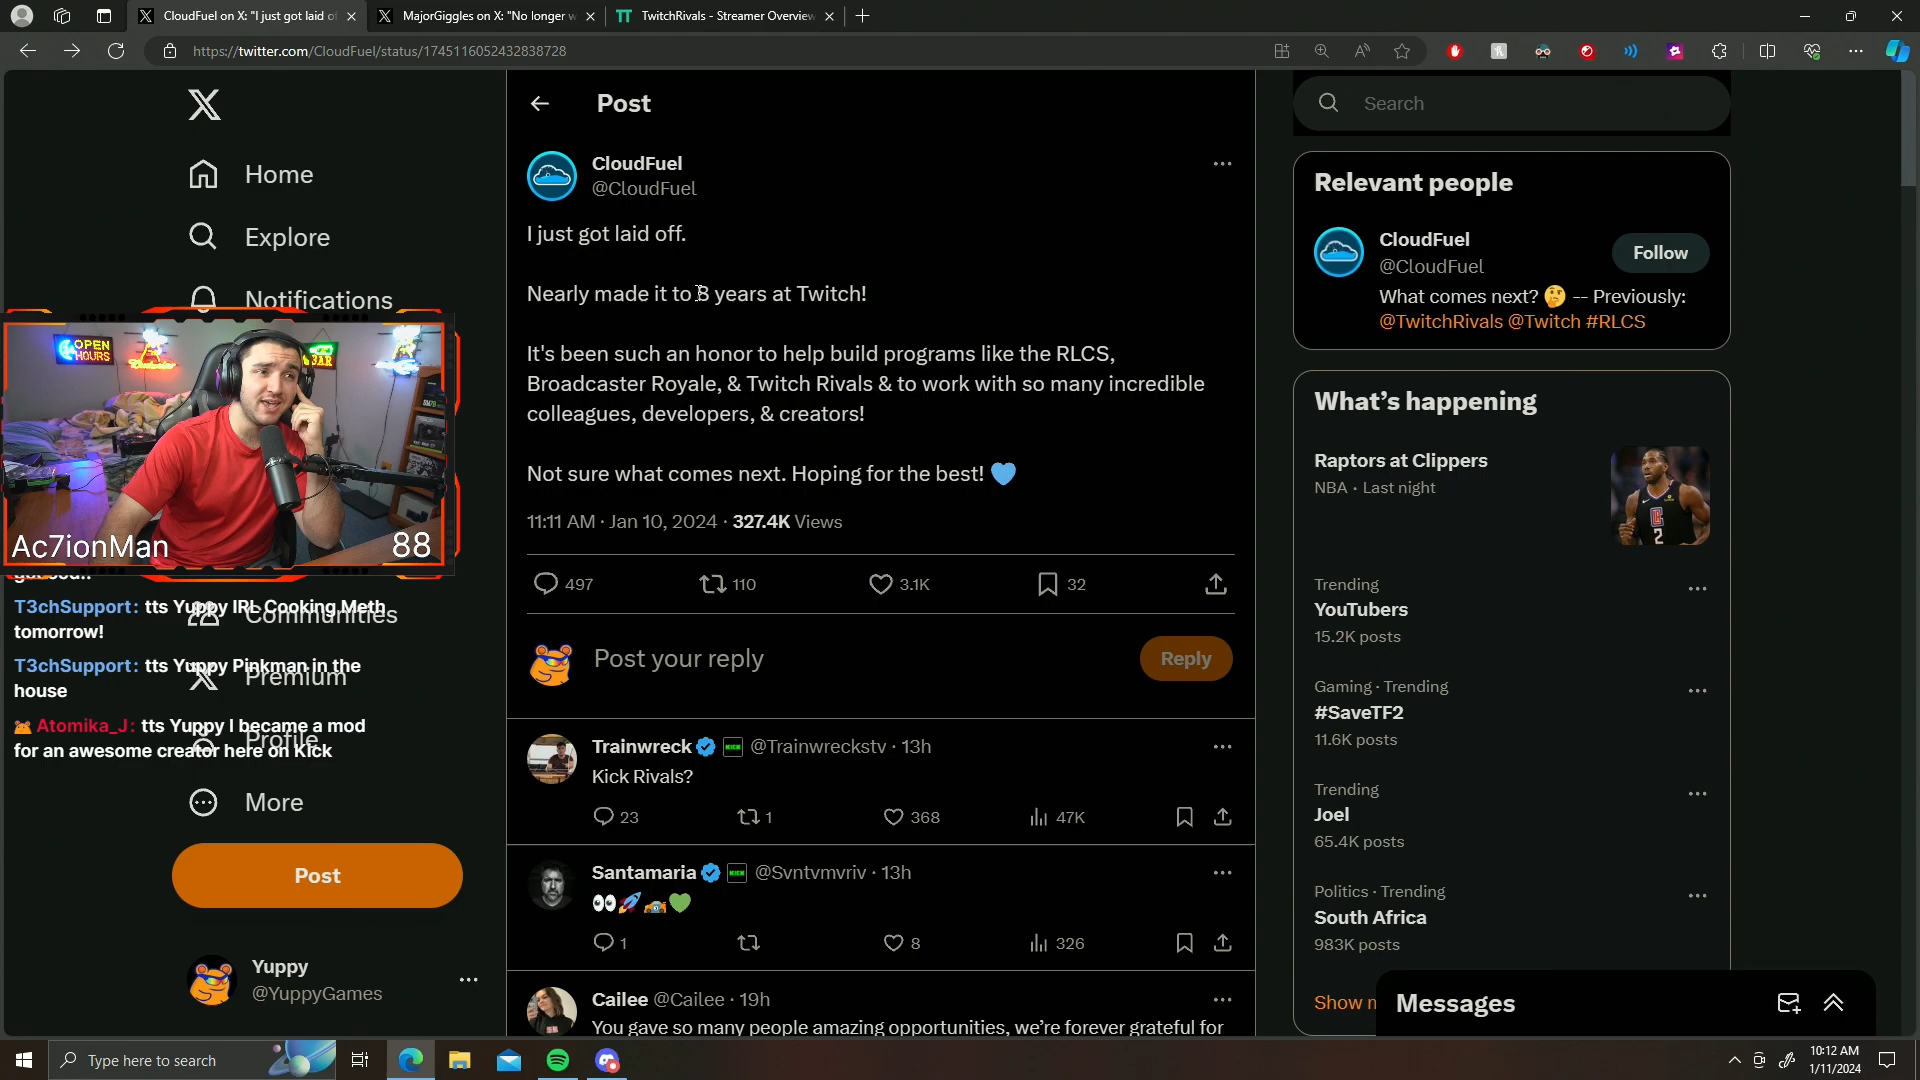 CloudFuel on X: "I just got laid o
MajorGiggles on X: "No longer w
TwitchRivals - Streamer Overview
https://twitter.com/CloudFuel/status/1745116052432838728
Home
Explore
Notifications
Communities
Premium
Profile
More
Post
Yuppy
@YuppyGames
OPEN
HOURS
BAR
Ac7ionMan
88
T3chSupport: tts Yuppy IRL Cooking Meth
tomorrow!
T3chSupport: tts Yuppy Pinkman in the
house
Atomika_J: tts Yuppy I became a mod
for an awesome creator here on Kick
Post
CloudFuel
@CloudFuel
I just got laid off.
Nearly made it to 8 years at Twitch!
It's been such an honor to help build programs like the RLCS,
Broadcaster Royale, & Twitch Rivals & to work with so many incredible
colleagues, developers, & creators!
Not sure what comes next. Hoping for the best! 💙
11:11 AM · Jan 10, 2024 · 327.4K Views
497
110
3.1K
32
Post your reply
Reply
Trainwreck KICK @Trainwreckstv · 13h
Kick Rivals?
23
1
368
47K
Santamaria KICK @Svntvmvriv · 13h
👀🚀💚
1
8
326
Cailee @Cailee · 19h
You gave so many people amazing opportunities, we're forever grateful for
Search
Relevant people
CloudFuel
@CloudFuel
Follow
What comes next? 🤔 -- Previously:
@TwitchRivals @Twitch #RLCS
What's happening
Raptors at Clippers
NBA · Last night
Trending
YouTubers
15.2K posts
Gaming · Trending
#SaveTF2
11.6K posts
Trending
Joel
65.4K posts
Politics · Trending
South Africa
983K posts
Show
Messages
Type here to search
10:12 AM
1/11/2024